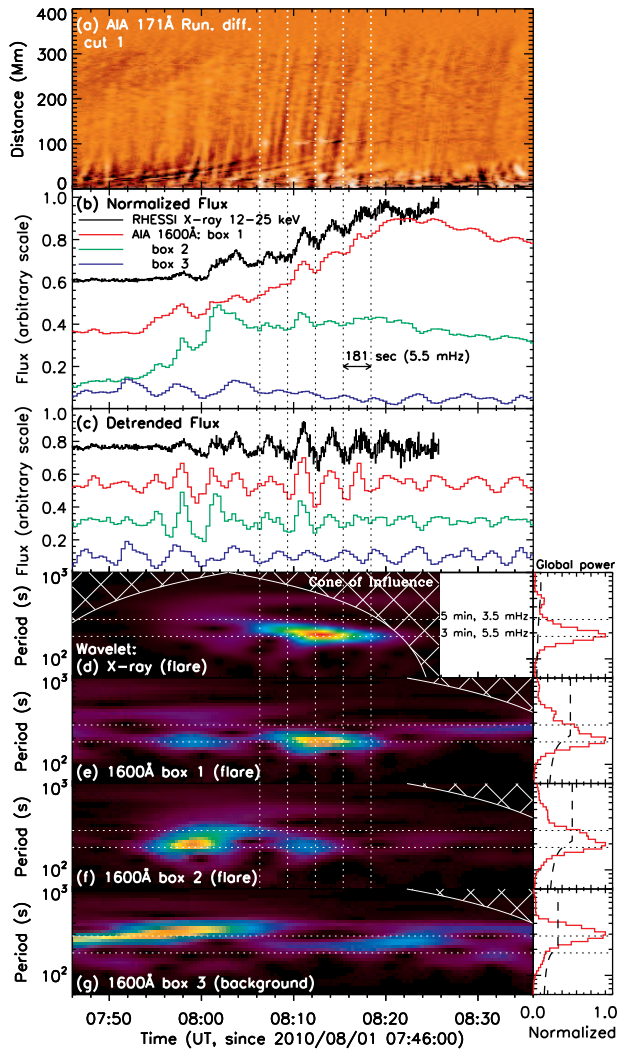 (a) AIA 171Å Run. diff.
cut 1
Distance (Mm)
400
300
200
100
0
(b) Normalized Flux
RHESSI X-ray 12-25 keV
AIA 1600Å: box 1
box 2
box 3
181 sec (5.5 mHz)
Flux (arbitrary scale)
1.0
0.8
0.6
0.4
0.2
(c) Detrended Flux
Flux (arbitrary scale)
1.0
0.8
0.6
0.4
0.2
Global power
Cone of Influence
5 min, 3.5 mHz
3 min, 5.5 mHz
Wavelet:
(d) X-ray (flare)
Period (s)
10³
10²
(e) 1600Å box 1 (flare)
Period (s)
10³
10²
(f) 1600Å box 2 (flare)
Period (s)
10³
10²
(g) 1600Å box 3 (background)
Period (s)
10³
10²
07:50 08:00 08:10 08:20 08:30
Time (UT, since 2010/08/01 07:46:00)
0.0 1.0
Normalized